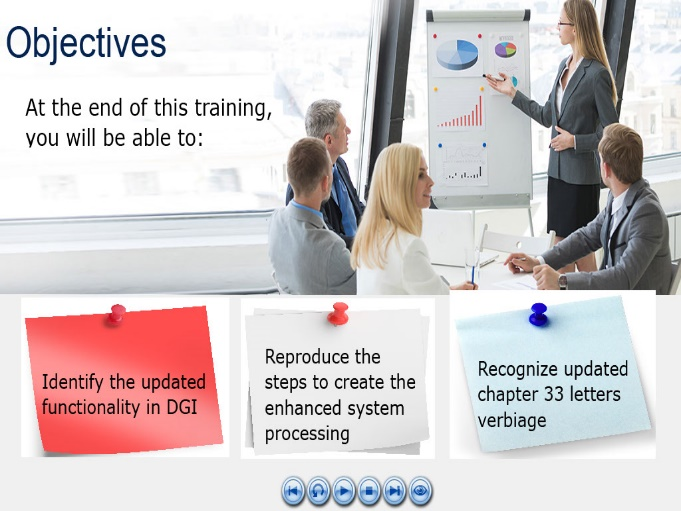 Objectives
At the end of this training,
you will be able to:
Identify the updated
functionality in DGI
Reproduce the
steps to create the
enhanced system
processing
Recognize updated
chapter 33 letters
verbiage